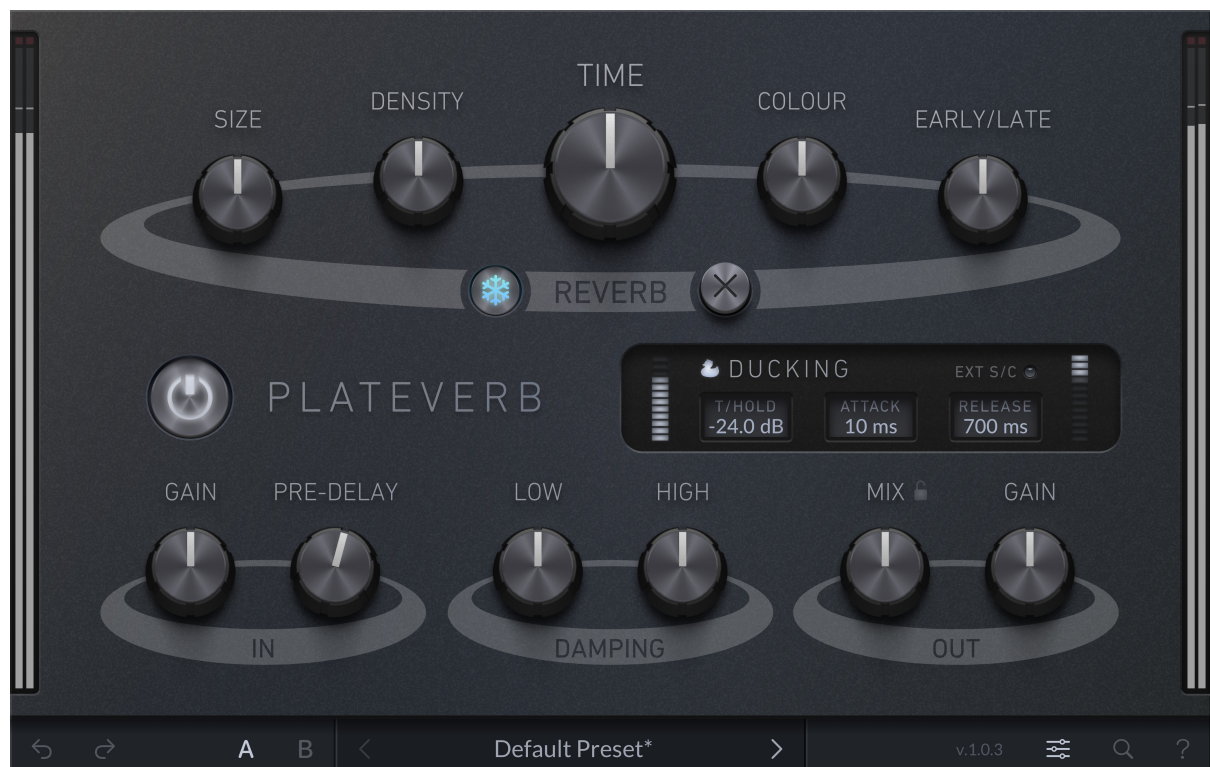 TIME
DENSITY
COLOUR
SIZE
EARLY/LATE
REVERB
PLATEVERB
DUCKING
EXT S/C
T/HOLD
-24.0 dB
ATTACK
10 ms
RELEASE
700 ms
GAIN
PRE-DELAY
LOW
HIGH
MIX
GAIN
IN
DAMPING
OUT
A
B
Default Preset*
v.1.0.3
?